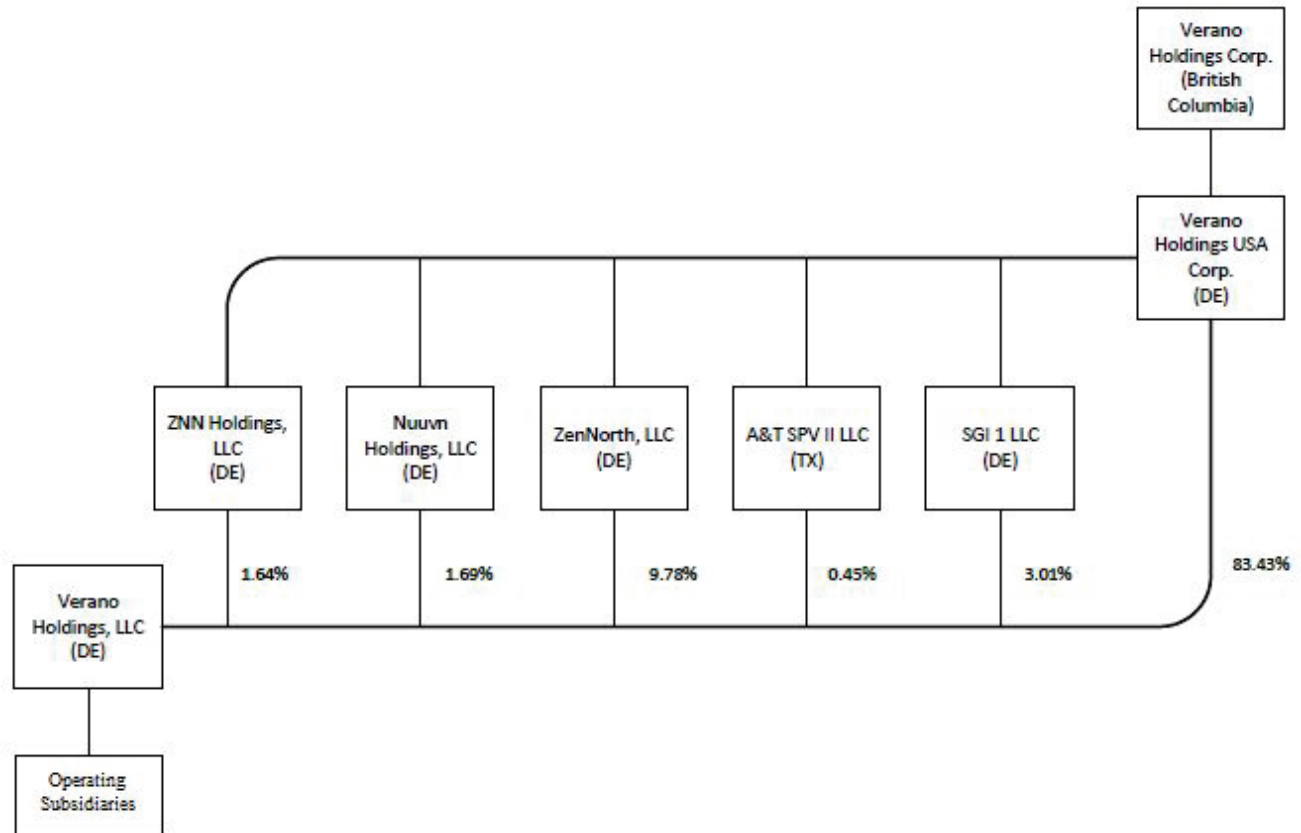 Verano
Holdings Corp.
(British
Columbia)
Verano
Holdings USA
Corp.
(DE)
ZNN Holdings,
LLC
(DE)
Nuuvn
Holdings, LLC
(DE)
ZenNorth, LLC
(DE)
A&T SPV II LLC
(TX)
SGI 1 LLC
(DE)
1.64%
1.69%
9.78%
0.45%
3.01%
83.43%
Verano
Holdings, LLC
(DE)
Operating
Subsidiaries